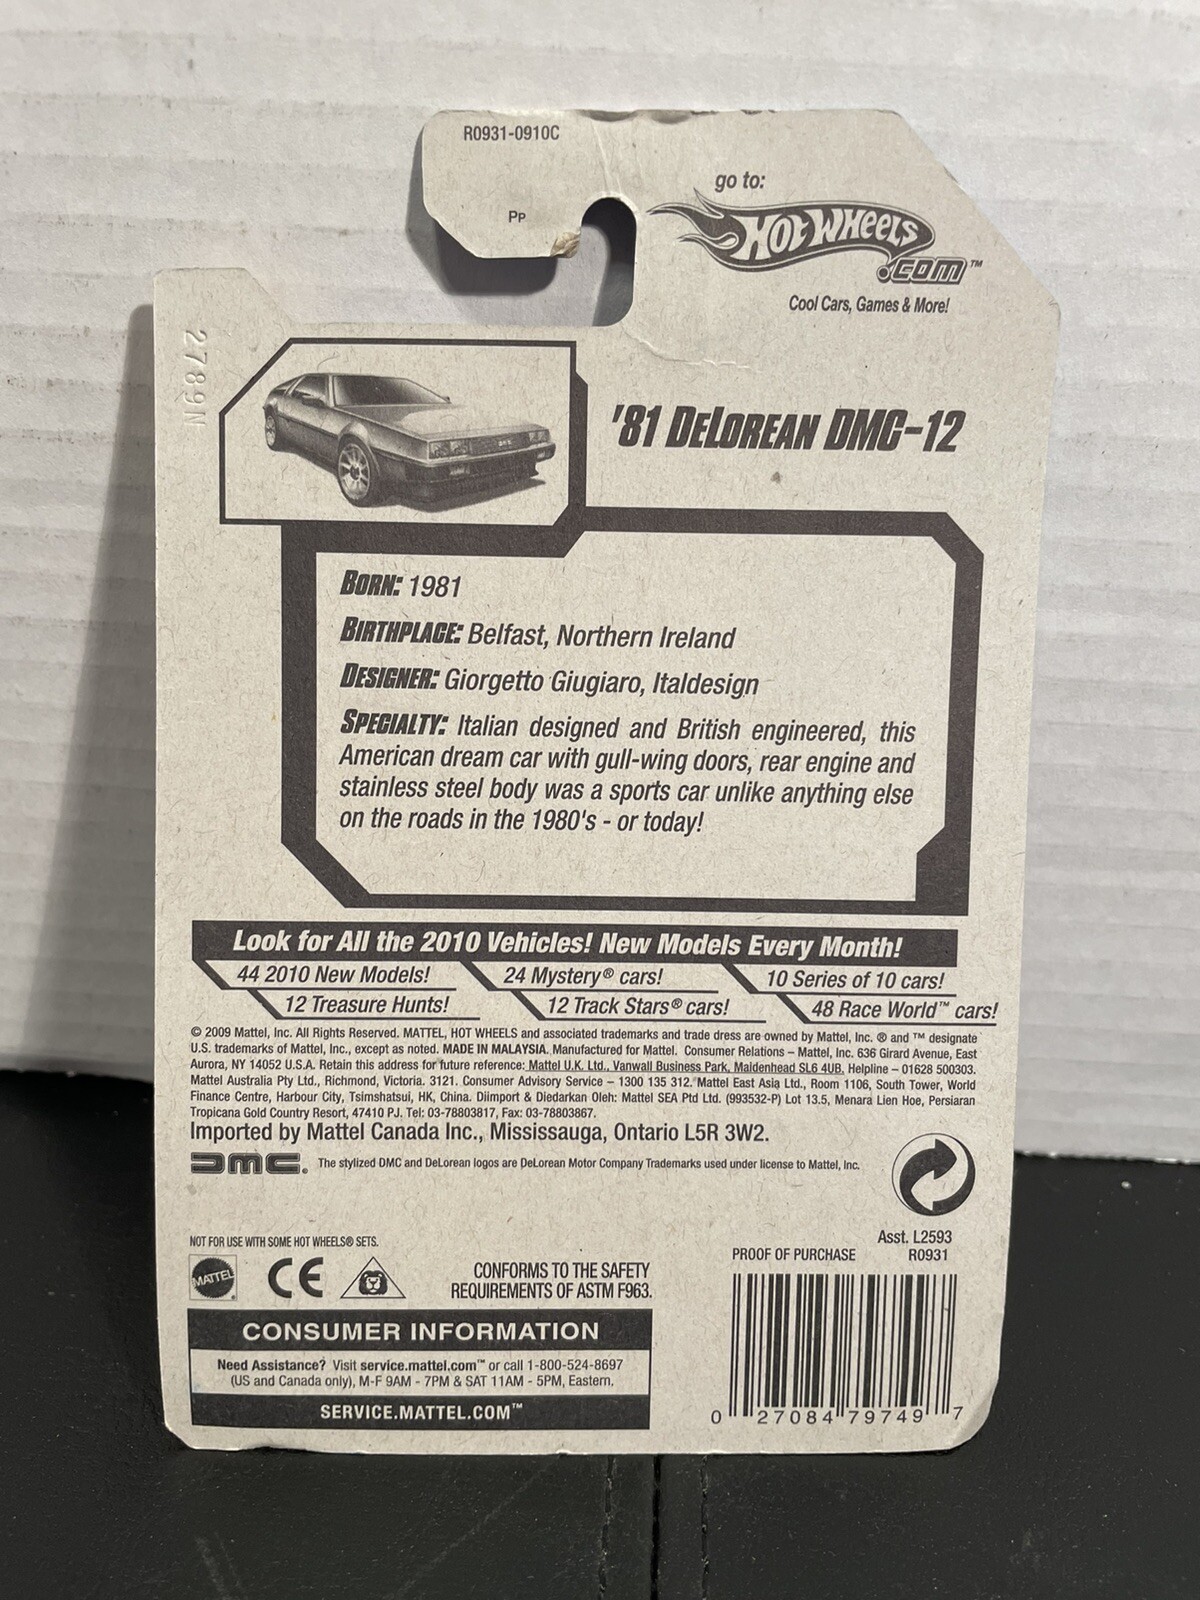 R0931-0910C
PP
go to:
HOT WHEELS
.COM™
Cool Cars, Games & More!
2789N
'81 DELOREAN DMC-12
BORN: 1981
BIRTHPLACE: Belfast, Northern Ireland
DESIGNER: Giorgetto Giugiaro, Italdesign
SPECIALTY: Italian designed and British engineered, this
American dream car with gull-wing doors, rear engine and
stainless steel body was a sports car unlike anything else
on the roads in the 1980's - or today!
Look for All the 2010 Vehicles! New Models Every Month!
44 2010 New Models! 24 Mystery® cars! 10 Series of 10 cars!
12 Treasure Hunts! 12 Track Stars® cars! 48 Race World™ cars!
© 2009 Mattel, Inc. All Rights Reserved. MATTEL, HOT WHEELS and associated trademarks and trade dress are owned by Mattel, Inc. ® and ™ designate
U.S. trademarks of Mattel, Inc., except as noted. MADE IN MALAYSIA. Manufactured for Mattel. Consumer Relations – Mattel, Inc. 636 Girard Avenue, East
Aurora, NY 14052 U.S.A. Retain this address for future reference: Mattel U.K. Ltd., Vanwall Business Park, Maidenhead SL6 4UB. Helpline – 01628 500303.
Mattel Australia Pty Ltd., Richmond, Victoria. 3121. Consumer Advisory Service – 1300 135 312. Mattel East Asia Ltd., Room 1106, South Tower, World
Finance Centre, Harbour City, Tsimshatsui, HK, China. Diimport & Diedarkan Oleh: Mattel SEA Ptd Ltd. (993532-P) Lot 13.5, Menara Lien Hoe, Persiaran
Tropicana Gold Country Resort, 47410 PJ. Tel: 03-78803817, Fax: 03-78803867.
Imported by Mattel Canada Inc., Mississauga, Ontario L5R 3W2.
DMC. The stylized DMC and DeLorean logos are DeLorean Motor Company Trademarks used under license to Mattel, Inc.
NOT FOR USE WITH SOME HOT WHEELS® SETS.
MATTEL
CE
CONFORMS TO THE SAFETY
REQUIREMENTS OF ASTM F963.
Asst. L2593
PROOF OF PURCHASE R0931
CONSUMER INFORMATION
Need Assistance? Visit service.mattel.com™ or call 1-800-524-8697
(US and Canada only), M-F 9AM - 7PM & SAT 11AM - 5PM, Eastern.
SERVICE.MATTEL.COM™
0 27084 79749 7